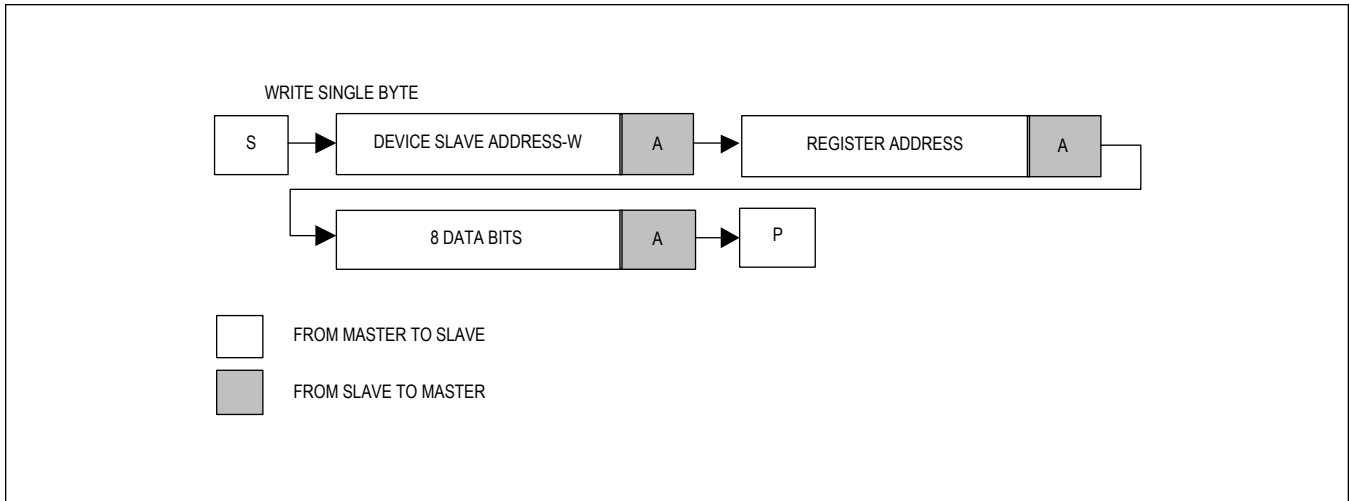 WRITE SINGLE BYTE
S DEVICE SLAVE ADDRESS-W A REGISTER ADDRESS A
8 DATA BITS A P
FROM MASTER TO SLAVE
FROM SLAVE TO MASTER